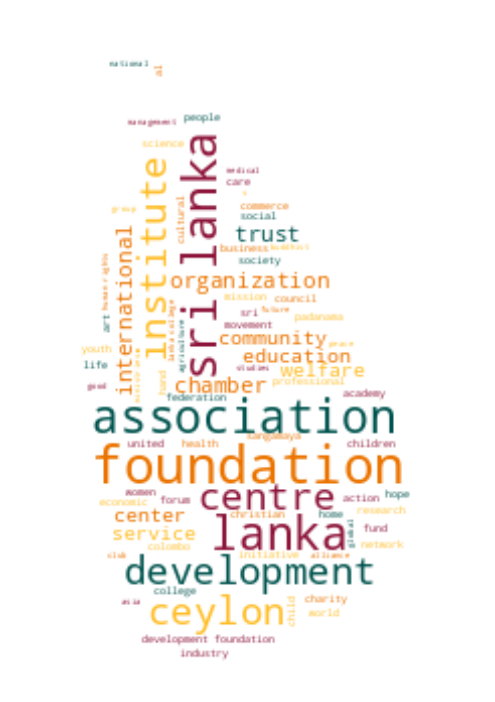 national
al
management
people
science
sri lanka
institute
medical
care
group
cultural
commerce
social
trust
business
buddhist
society
international
human rights
organization
mission
council
sri
future
padanama
art
movement
lanka college
agriculture
community
peace
youth
education
life
studies
welfare
hand
good
chamber
professional
federation
academy
association
sangamaya
united
health
children
foundation
women
centre
action
hope
economic
forum
center
christian
home
research
lanka
fund
service
global
colombo
network
club
initiative
alliance
development
college
asia
ceylon
child
charity
world
development foundation
industry